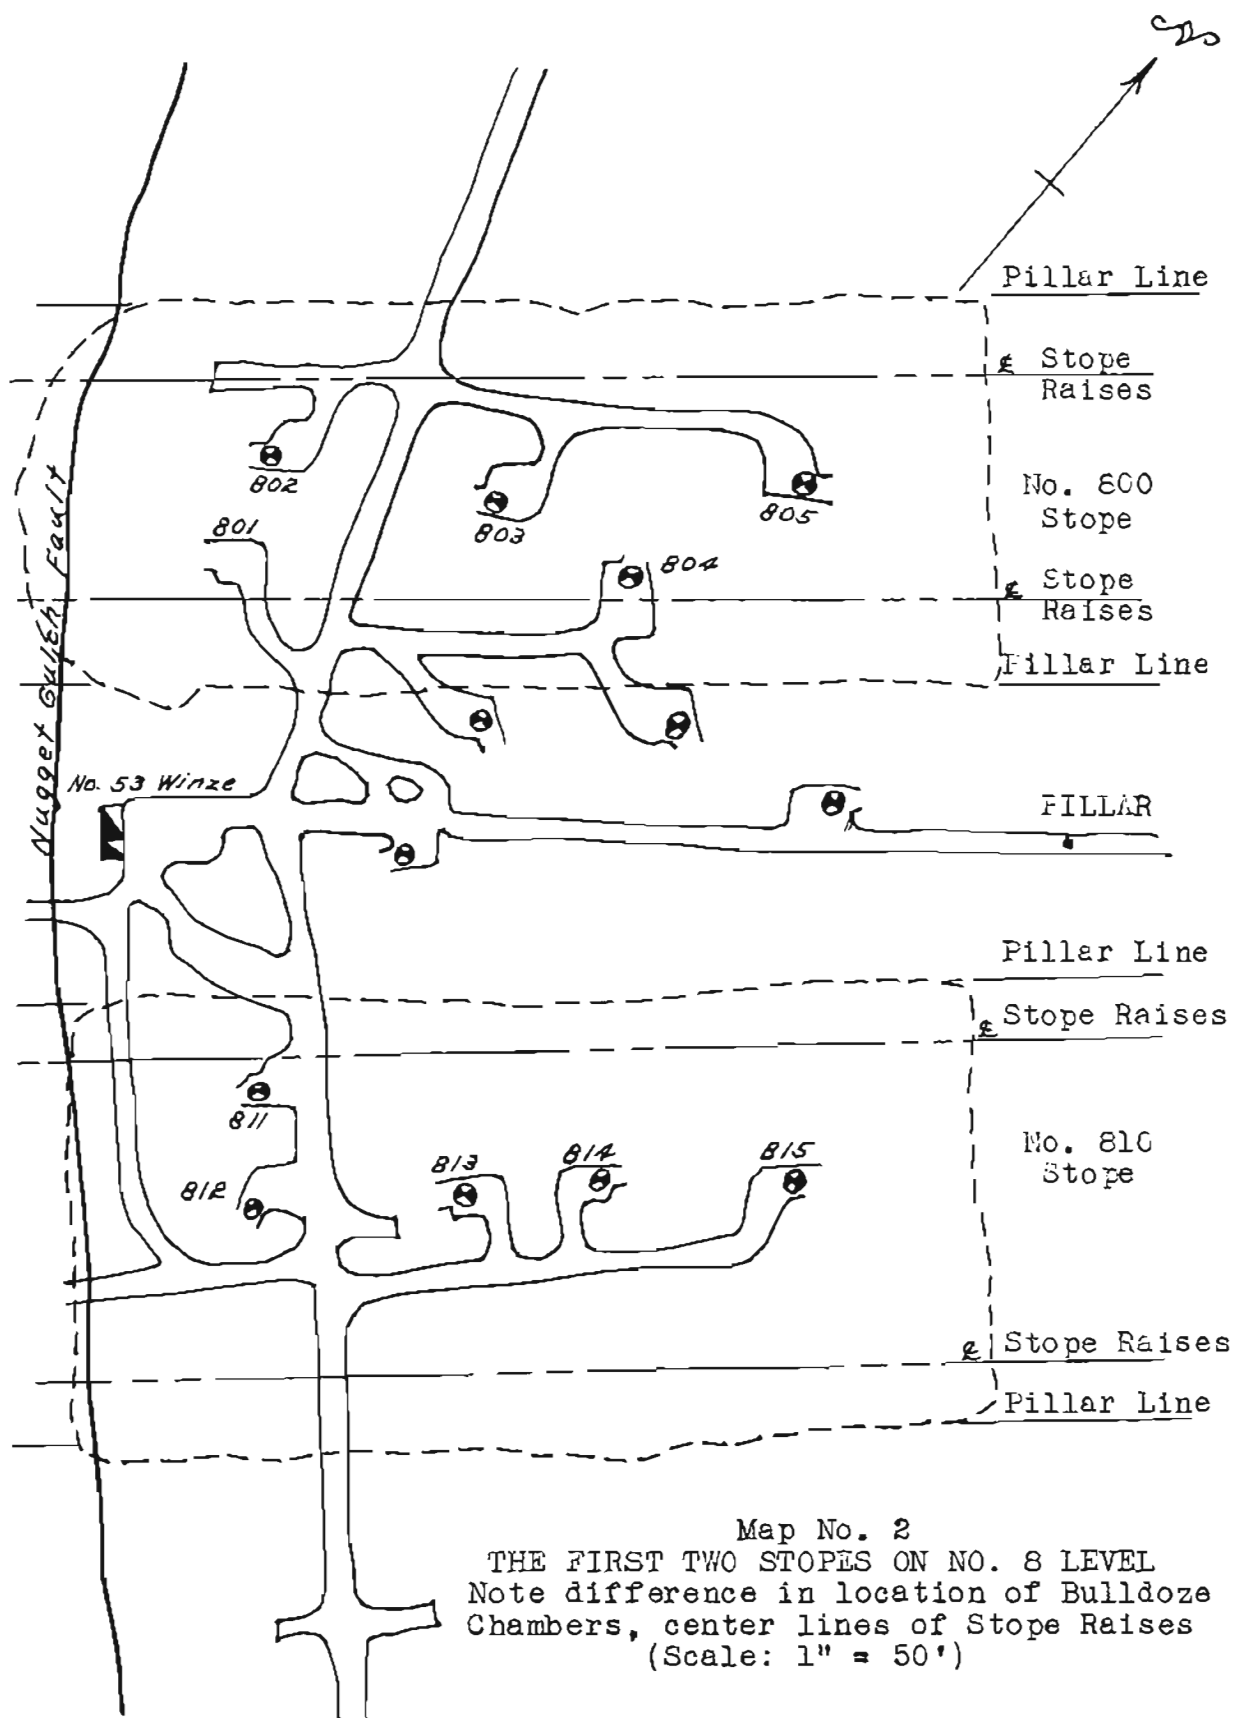 Pillar Line
℄ Stope
Raises
802
803
805
No. 800
Stope
801
804
℄ Stope
Raises
Pillar Line
Nugget Gulch Fault
No. 53 Winze
PILLAR
Pillar Line
℄ Stope Raises
811
812
813
814
815
No. 810
Stope
℄ Stope Raises
Pillar Line
Map No. 2
THE FIRST TWO STOPES ON NO. 8 LEVEL
Note difference in location of Bulldoze
Chambers, center lines of Stope Raises
(Scale: 1" = 50')